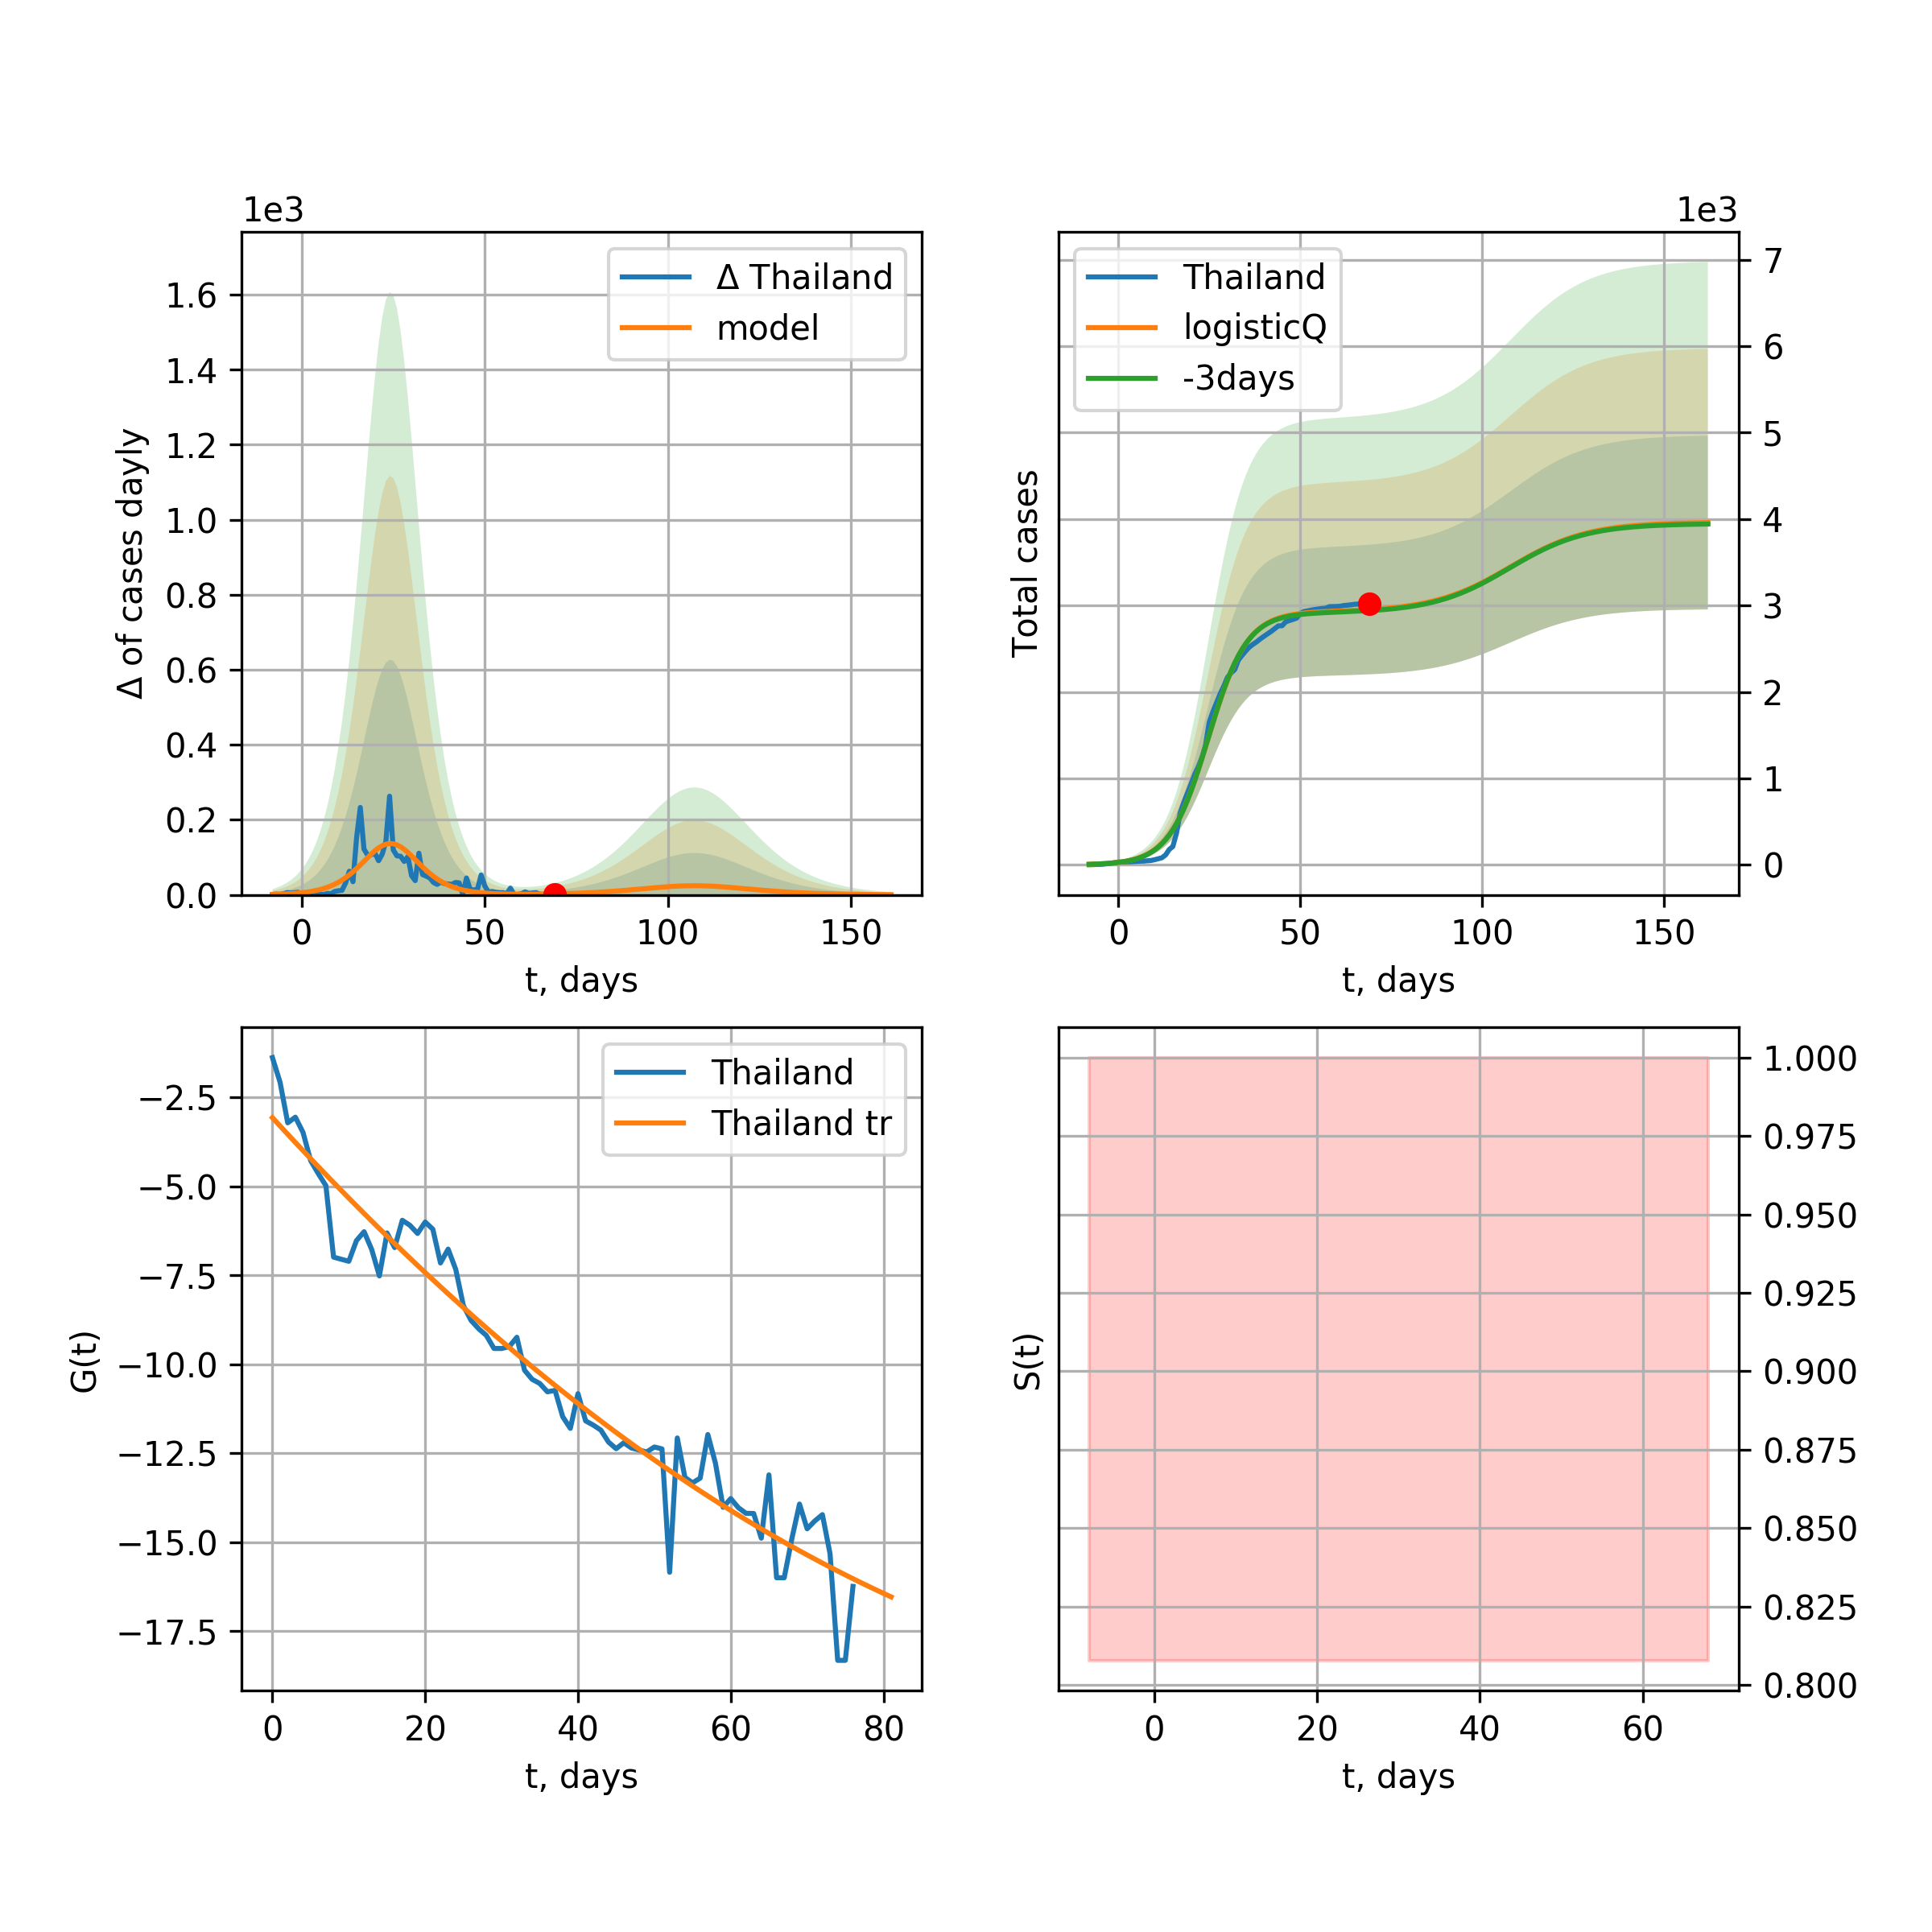 1e3
Δ of cases dayly
1.6
1.4
1.2
1.0
0.8
0.6
0.4
0.2
0.0
Δ Thailand
model
0 50 100 150
t, days
1e3
Total cases
Thailand
logisticQ
-3days
7
6
5
4
3
2
1
0
0 50 100 150
t, days
G(t)
−2.5
−5.0
−7.5
−10.0
−12.5
−15.0
−17.5
Thailand
Thailand tr
0 20 40 60 80
t, days
S(t)
1.000
0.975
0.950
0.925
0.900
0.875
0.850
0.825
0.800
0 20 40 60
t, days